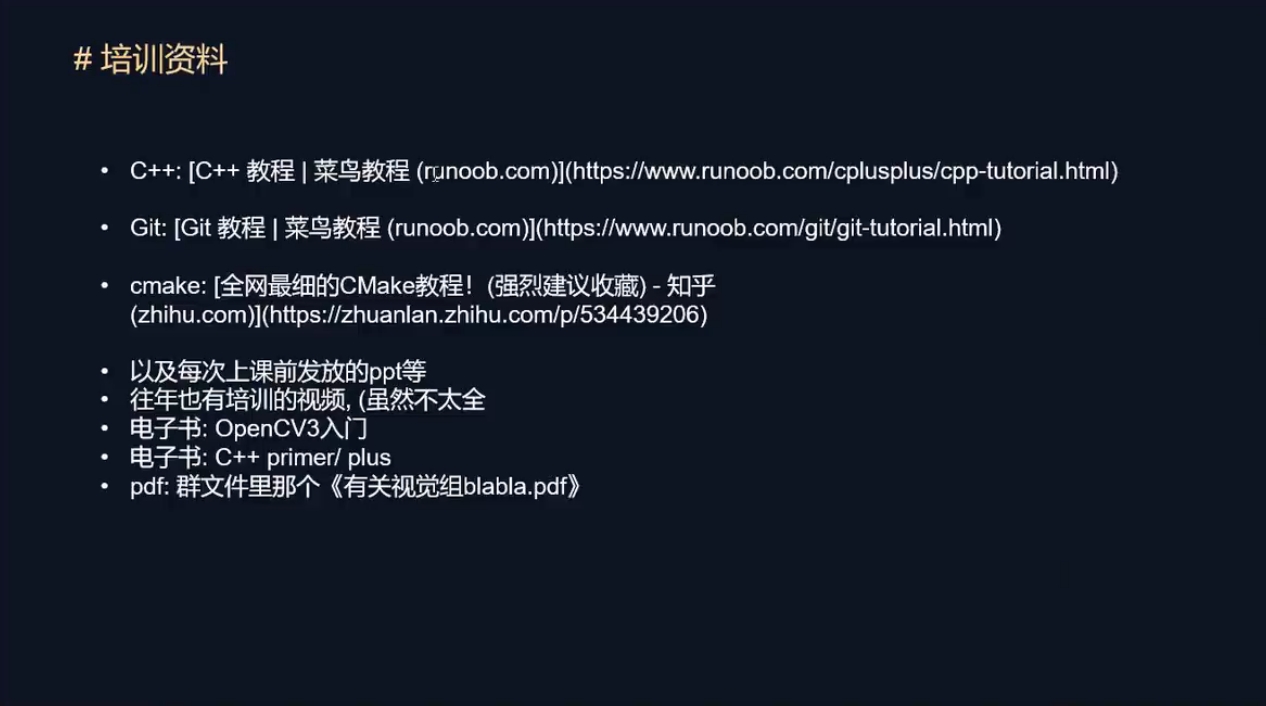 # 培训资料
• C++: [C++ 教程 | 菜鸟教程 (runoob.com)](https://www.runoob.com/cplusplus/cpp-tutorial.html)
• Git: [Git 教程 | 菜鸟教程 (runoob.com)](https://www.runoob.com/git/git-tutorial.html)
• cmake: [全网最细的CMake教程！(强烈建议收藏) - 知乎
(zhihu.com)](https://zhuanlan.zhihu.com/p/534439206)
• 以及每次上课前发放的ppt等
• 往年也有培训的视频, (虽然不太全
• 电子书: OpenCV3入门
• 电子书: C++ primer/ plus
• pdf: 群文件里那个《有关视觉组blabla.pdf》